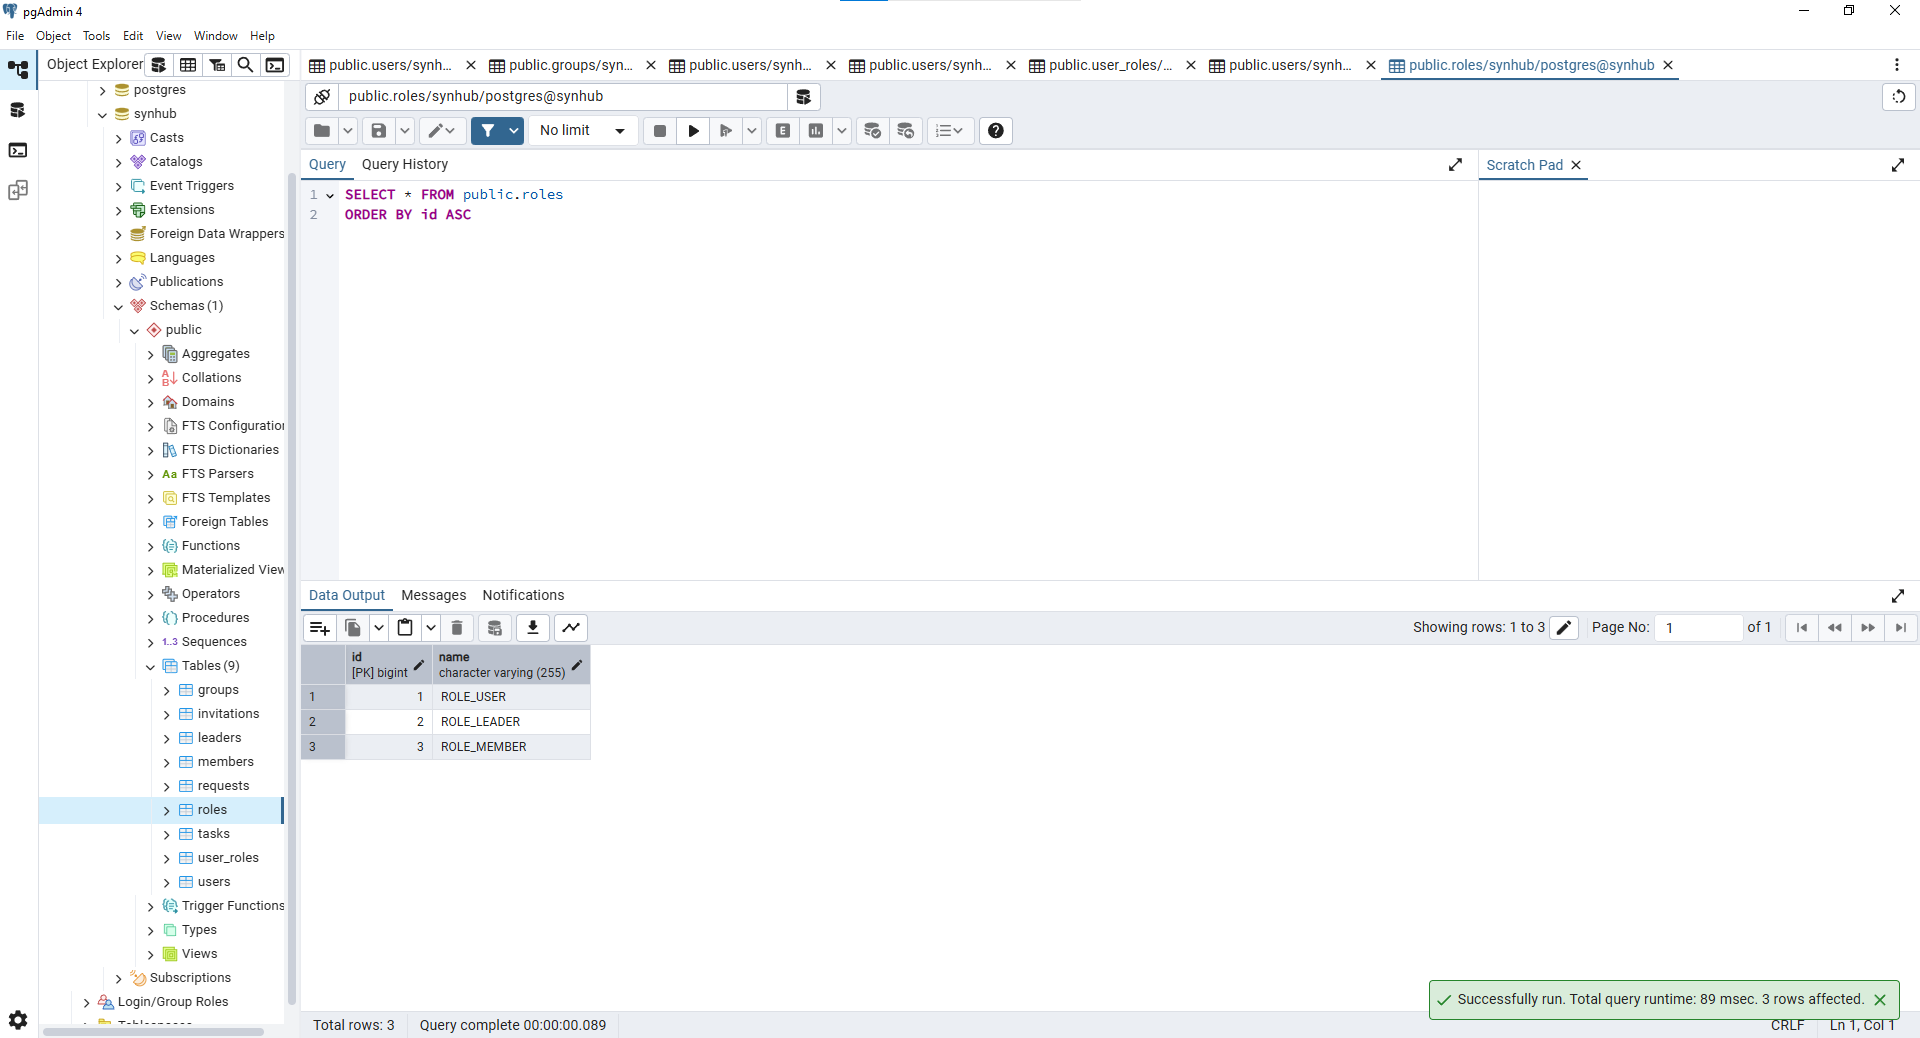 pgAdmin 4
File Object Tools Edit View Window Help
Object Explorer
public.users/synh...
public.groups/syn...
public.users/synh...
public.users/synh...
public.user_roles/...
public.users/synh...
public.roles/synhub/postgres@synhub
postgres
synhub
Casts
Catalogs
Event Triggers
Extensions
Foreign Data Wrappers
Languages
Publications
Schemas (1)
public
Aggregates
Collations
Domains
FTS Configuratio
FTS Dictionaries
Aa FTS Parsers
FTS Templates
Foreign Tables
Functions
Materialized View
Operators
Procedures
1..3 Sequences
Tables (9)
groups
invitations
leaders
members
requests
roles
tasks
user_roles
users
Trigger Functions
Types
Views
Subscriptions
Login/Group Roles
public.roles/synhub/postgres@synhub
No limit
E
Query Query History
Scratch Pad
1 SELECT * FROM public.roles
2 ORDER BY id ASC
Data Output Messages Notifications
Showing rows: 1 to 3 Page No: 1 of 1
id name
[PK] bigint character varying (255)
1 1 ROLE_USER
2 2 ROLE_LEADER
3 3 ROLE_MEMBER
Successfully run. Total query runtime: 89 msec. 3 rows affected.
Total rows: 3 Query complete 00:00:00.089 CRLF Ln 1, Col 1